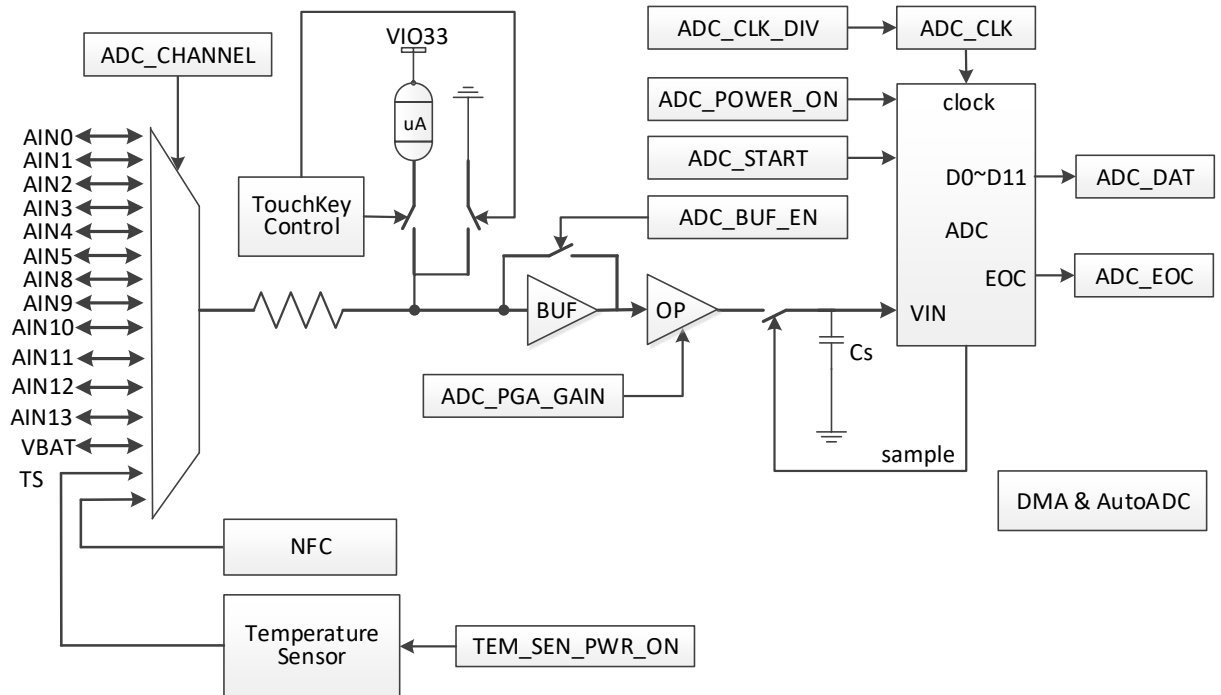 ADC_CHANNEL
VIO33
uA
TouchKey
Control
ADC_CLK_DIV
ADC_CLK
ADC_POWER_ON
clock
ADC_START
D0~D11
ADC_DAT
ADC_BUF_EN
ADC
EOC
ADC_EOC
AIN0
AIN1
AIN2
AIN3
AIN4
AIN5
AIN8
AIN9
AIN10
AIN11
AIN12
AIN13
VBAT
TS
BUF
OP
VIN
Cs
ADC_PGA_GAIN
sample
DMA & AutoADC
NFC
Temperature
Sensor
TEM_SEN_PWR_ON